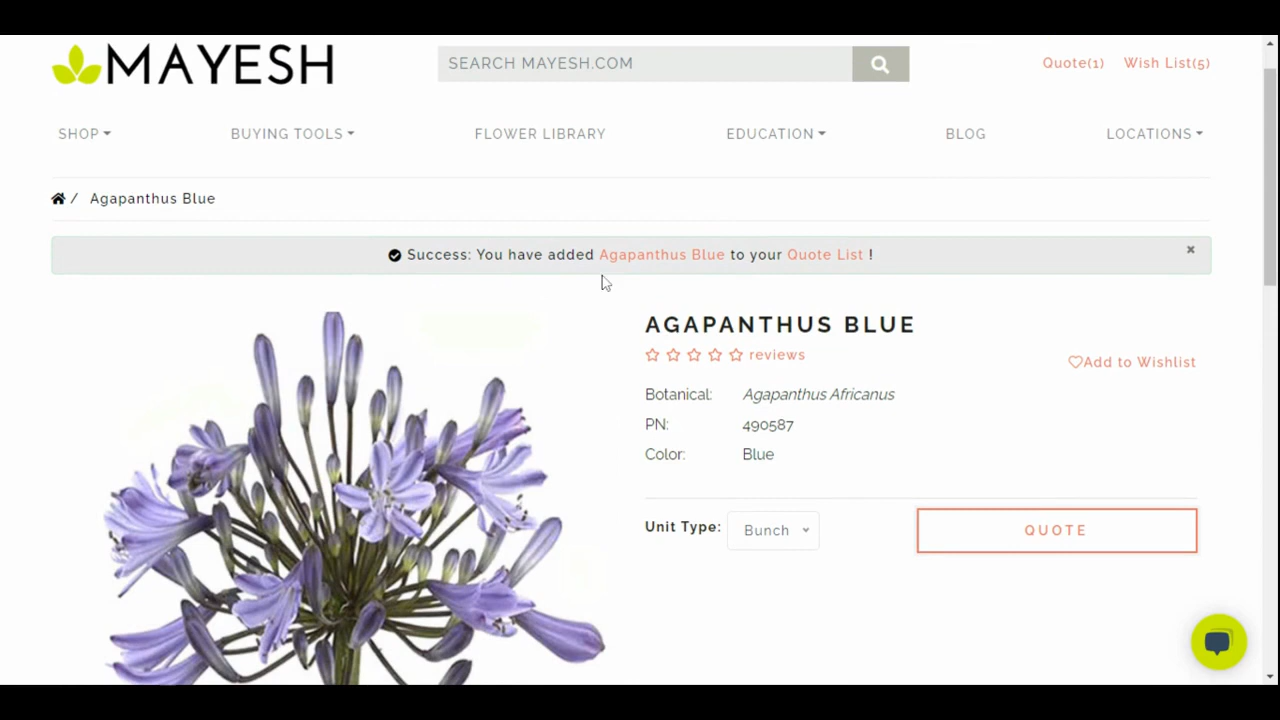 MAYESH
SEARCH MAYESH.COM
Quote(1) Wish List(5)
SHOP BUYING TOOLS FLOWER LIBRARY EDUCATION BLOG LOCATIONS
/ Agapanthus Blue
Success: You have added Agapanthus Blue to your Quote List !
×
AGAPANTHUS BLUE
reviews
Add to Wishlist
Botanical: Agapanthus Africanus
PN: 490587
Color: Blue
Unit Type: Bunch
QUOTE